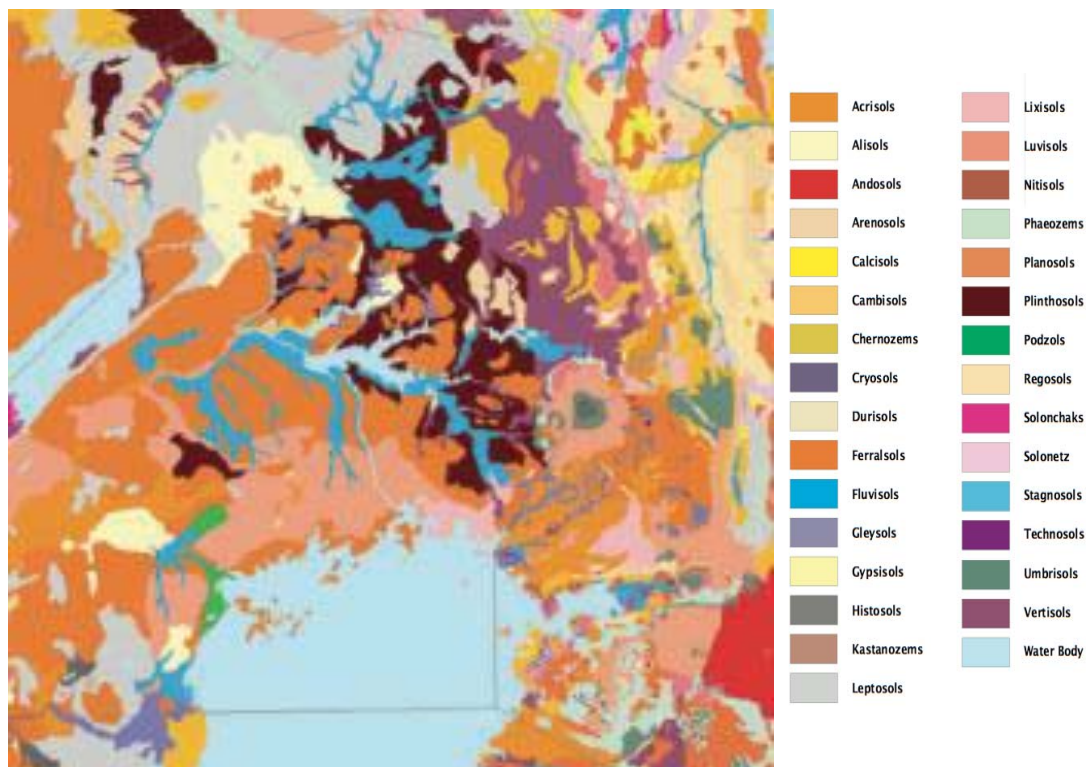 Acrisols
Alisols
Andosols
Arenosols
Calcisols
Cambisols
Chernozems
Cryosols
Durisols
Ferralsols
Fluvisols
Gleysols
Gypsisols
Histosols
Kastanozems
Leptosols
Lixisols
Luvisols
Nitisols
Phaeozems
Planosols
Plinthosols
Podzols
Regosols
Solonchaks
Solonetz
Stagnosols
Technosols
Umbrisols
Vertisols
Water Body